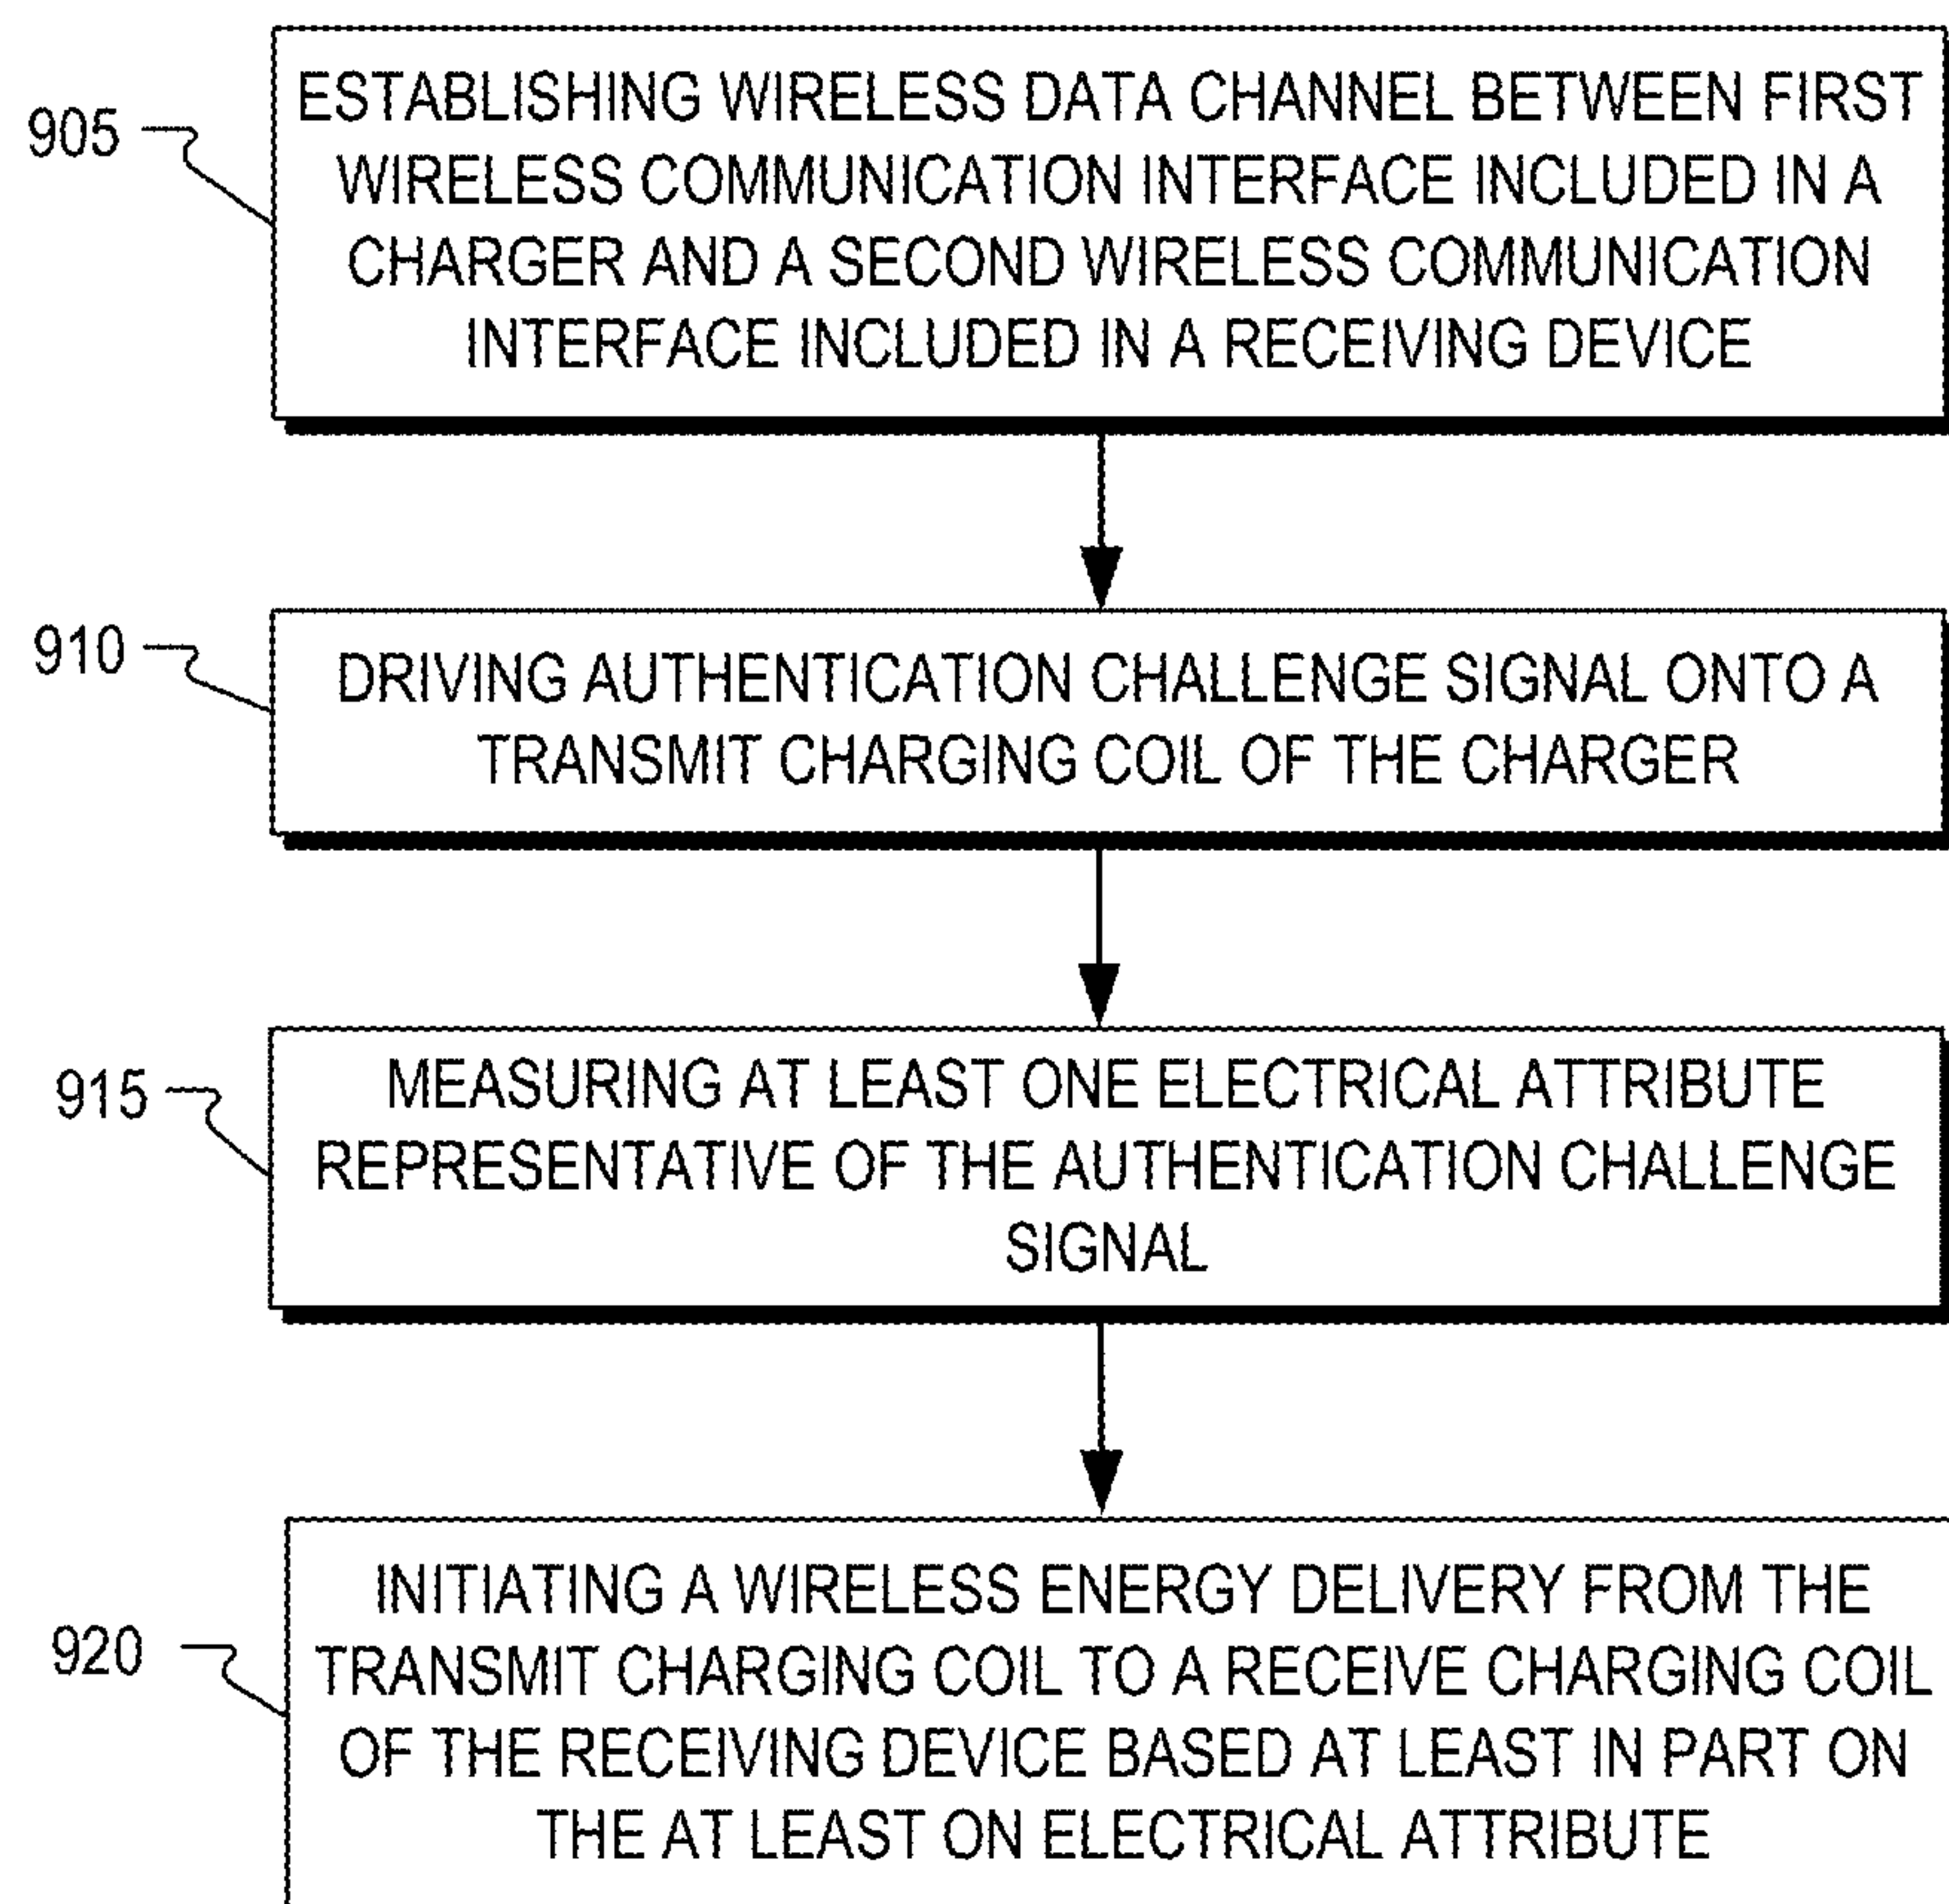 905
ESTABLISHING WIRELESS DATA CHANNEL BETWEEN FIRST
WIRELESS COMMUNICATION INTERFACE INCLUDED IN A
CHARGER AND A SECOND WIRELESS COMMUNICATION
INTERFACE INCLUDED IN A RECEIVING DEVICE
910
DRIVING AUTHENTICATION CHALLENGE SIGNAL ONTO A
TRANSMIT CHARGING COIL OF THE CHARGER
915
MEASURING AT LEAST ONE ELECTRICAL ATTRIBUTE
REPRESENTATIVE OF THE AUTHENTICATION CHALLENGE
SIGNAL
920
INITIATING A WIRELESS ENERGY DELIVERY FROM THE
TRANSMIT CHARGING COIL TO A RECEIVE CHARGING COIL
OF THE RECEIVING DEVICE BASED AT LEAST IN PART ON
THE AT LEAST ON ELECTRICAL ATTRIBUTE